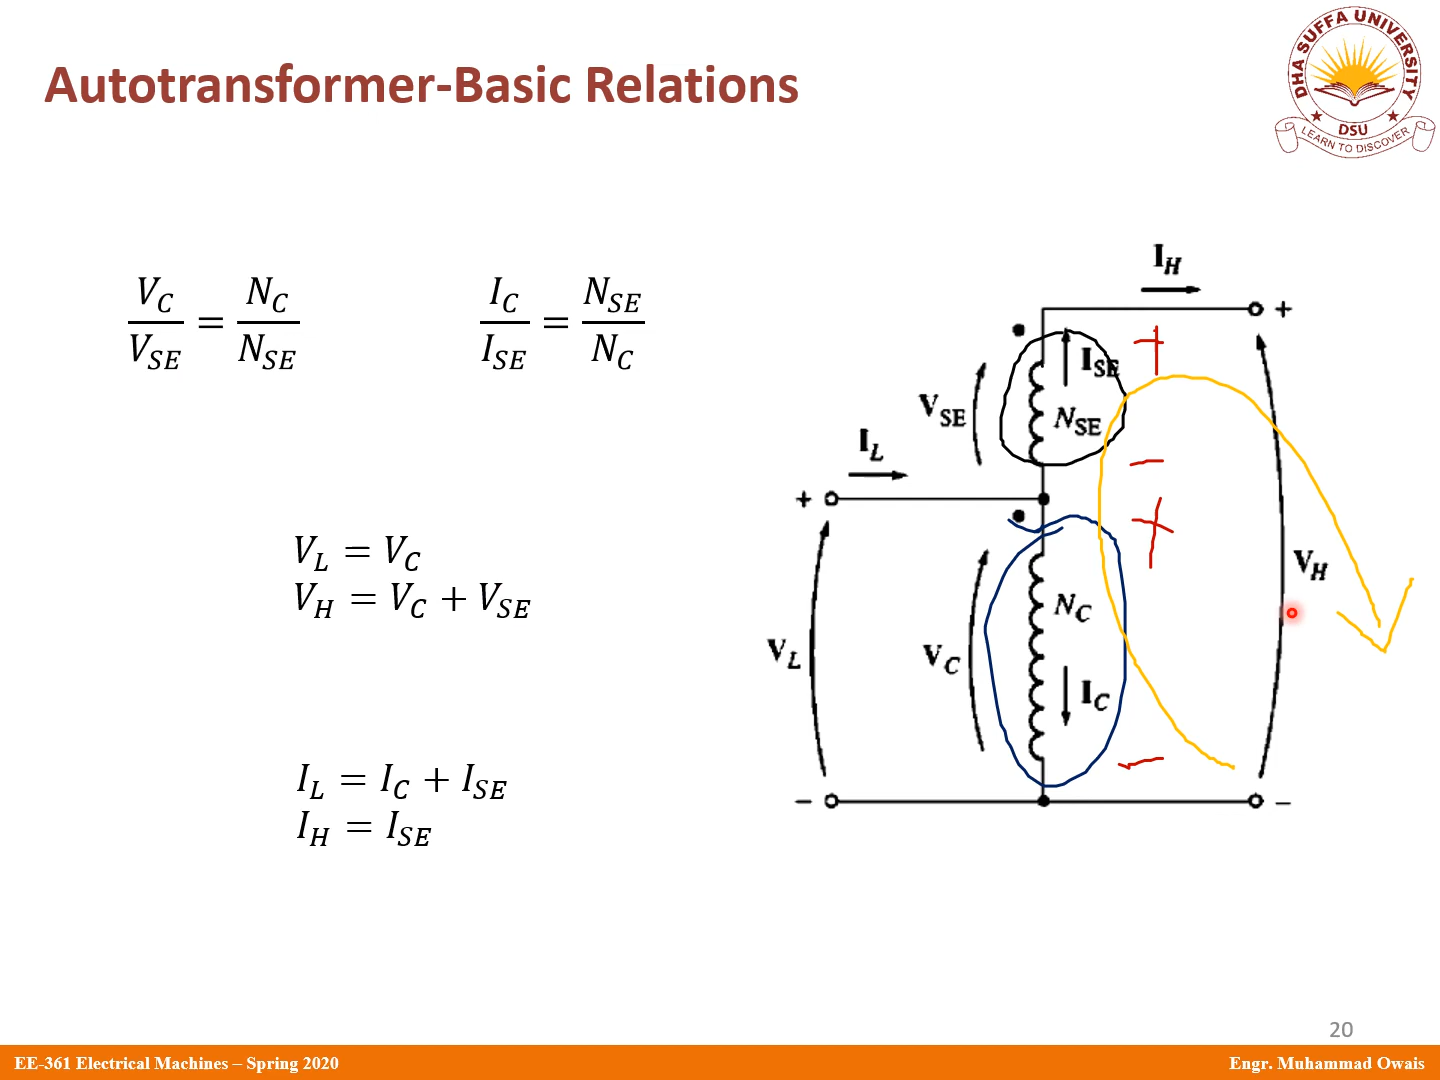 Autotransformer-Basic Relations
DHA SUFFA UNIVERSITY
DSU
LEARN TO DISCOVER
V_C/V_SE = N_C/N_SE
I_C/I_SE = N_SE/N_C
V_L = V_C
V_H = V_C + V_SE
I_L = I_C + I_SE
I_H = I_SE
I_H
+
I_SE
+
V_SE
N_SE
I_L
−
+
+
N_C
V_H
V_L
V_C
I_C
−
−
−
20
EE-361 Electrical Machines – Spring 2020
Engr. Muhammad Owais